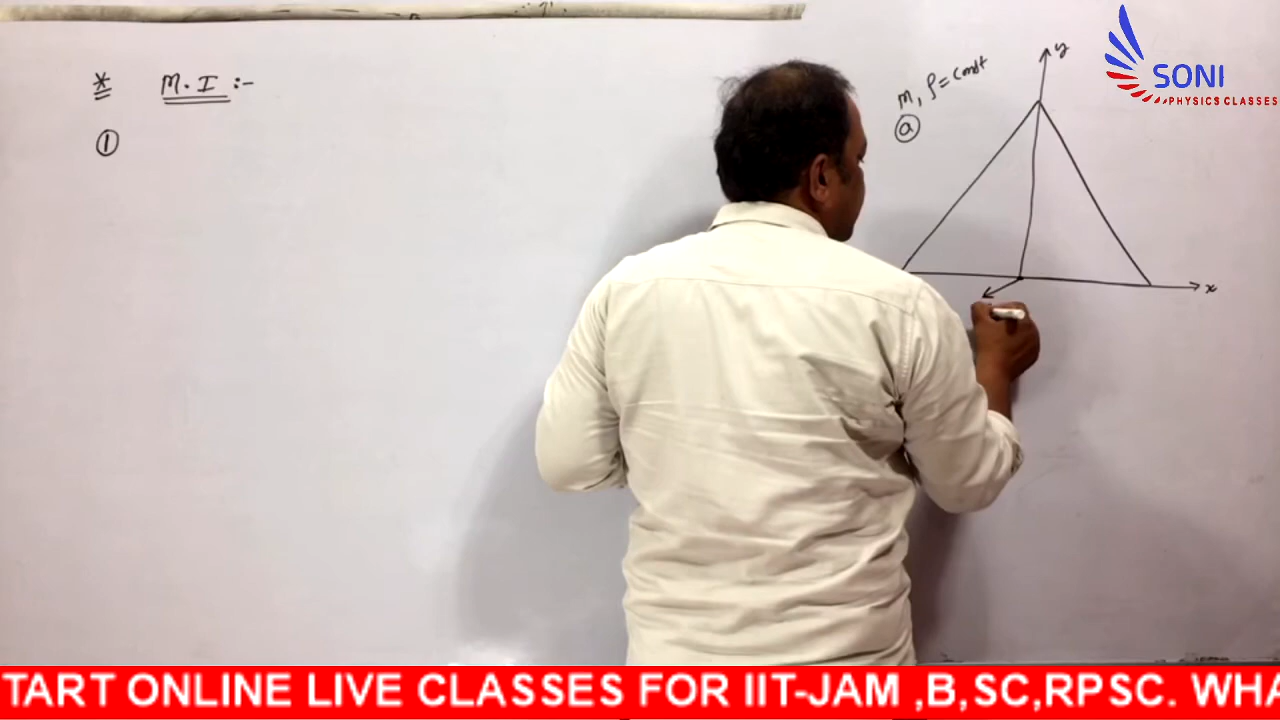 * M.I :-
①
m, ρ = const
ⓐ
y
x
SONI
PHYSICS CLASSES
TART ONLINE LIVE CLASSES FOR IIT-JAM ,B,SC,RPSC. WHA